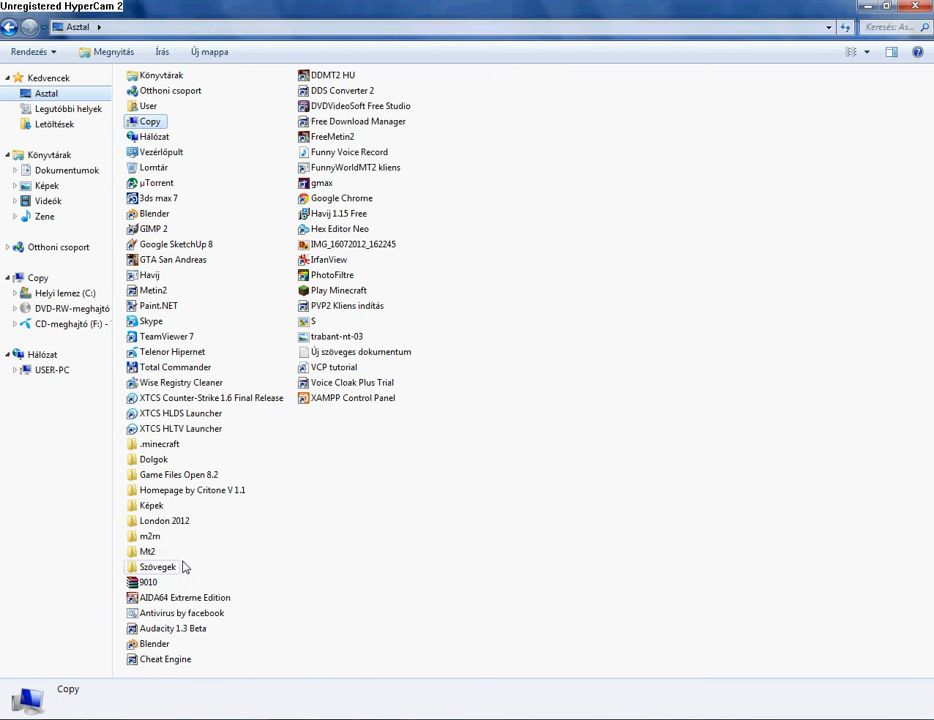 Unregistered HyperCam 2
Asztal
Keresés: As...
Rendezés Megnyitás Írás Új mappa
Kedvencek
Asztal
Legutóbbi helyek
Letöltések
Könyvtárak
Dokumentumok
Képek
Videók
Zene
Otthoni csoport
Copy
Helyi lemez (C:)
DVD-RW-meghajtó
CD-meghajtó (F:) -
Hálózat
USER-PC
Könyvtárak
Otthoni csoport
User
Copy
Hálózat
Vezérlőpult
Lomtár
µTorrent
3ds max 7
Blender
GIMP 2
Google SketchUp 8
GTA San Andreas
Havij
Metin2
Paint.NET
Skype
TeamViewer 7
Telenor Hipernet
Total Commander
Wise Registry Cleaner
XTCS Counter-Strike 1.6 Final Release
XTCS HLDS Launcher
XTCS HLTV Launcher
.minecraft
Dolgok
Game Files Open 8.2
Homepage by Critone V 1.1
Képek
London 2012
m2m
Mt2
Szövegek
9010
AIDA64 Extreme Edition
Antivirus by facebook
Audacity 1.3 Beta
Blender
Cheat Engine
DDMT2 HU
DDS Converter 2
DVDVideoSoft Free Studio
Free Download Manager
FreeMetin2
Funny Voice Record
FunnyWorldMT2 kliens
gmax
Google Chrome
Havij 1.15 Free
Hex Editor Neo
IMG_16072012_162245
IrfanView
PhotoFiltre
Play Minecraft
PVP2 Kliens indítás
S
trabant-nt-03
Új szöveges dokumentum
VCP tutorial
Voice Cloak Plus Trial
XAMPP Control Panel
Copy